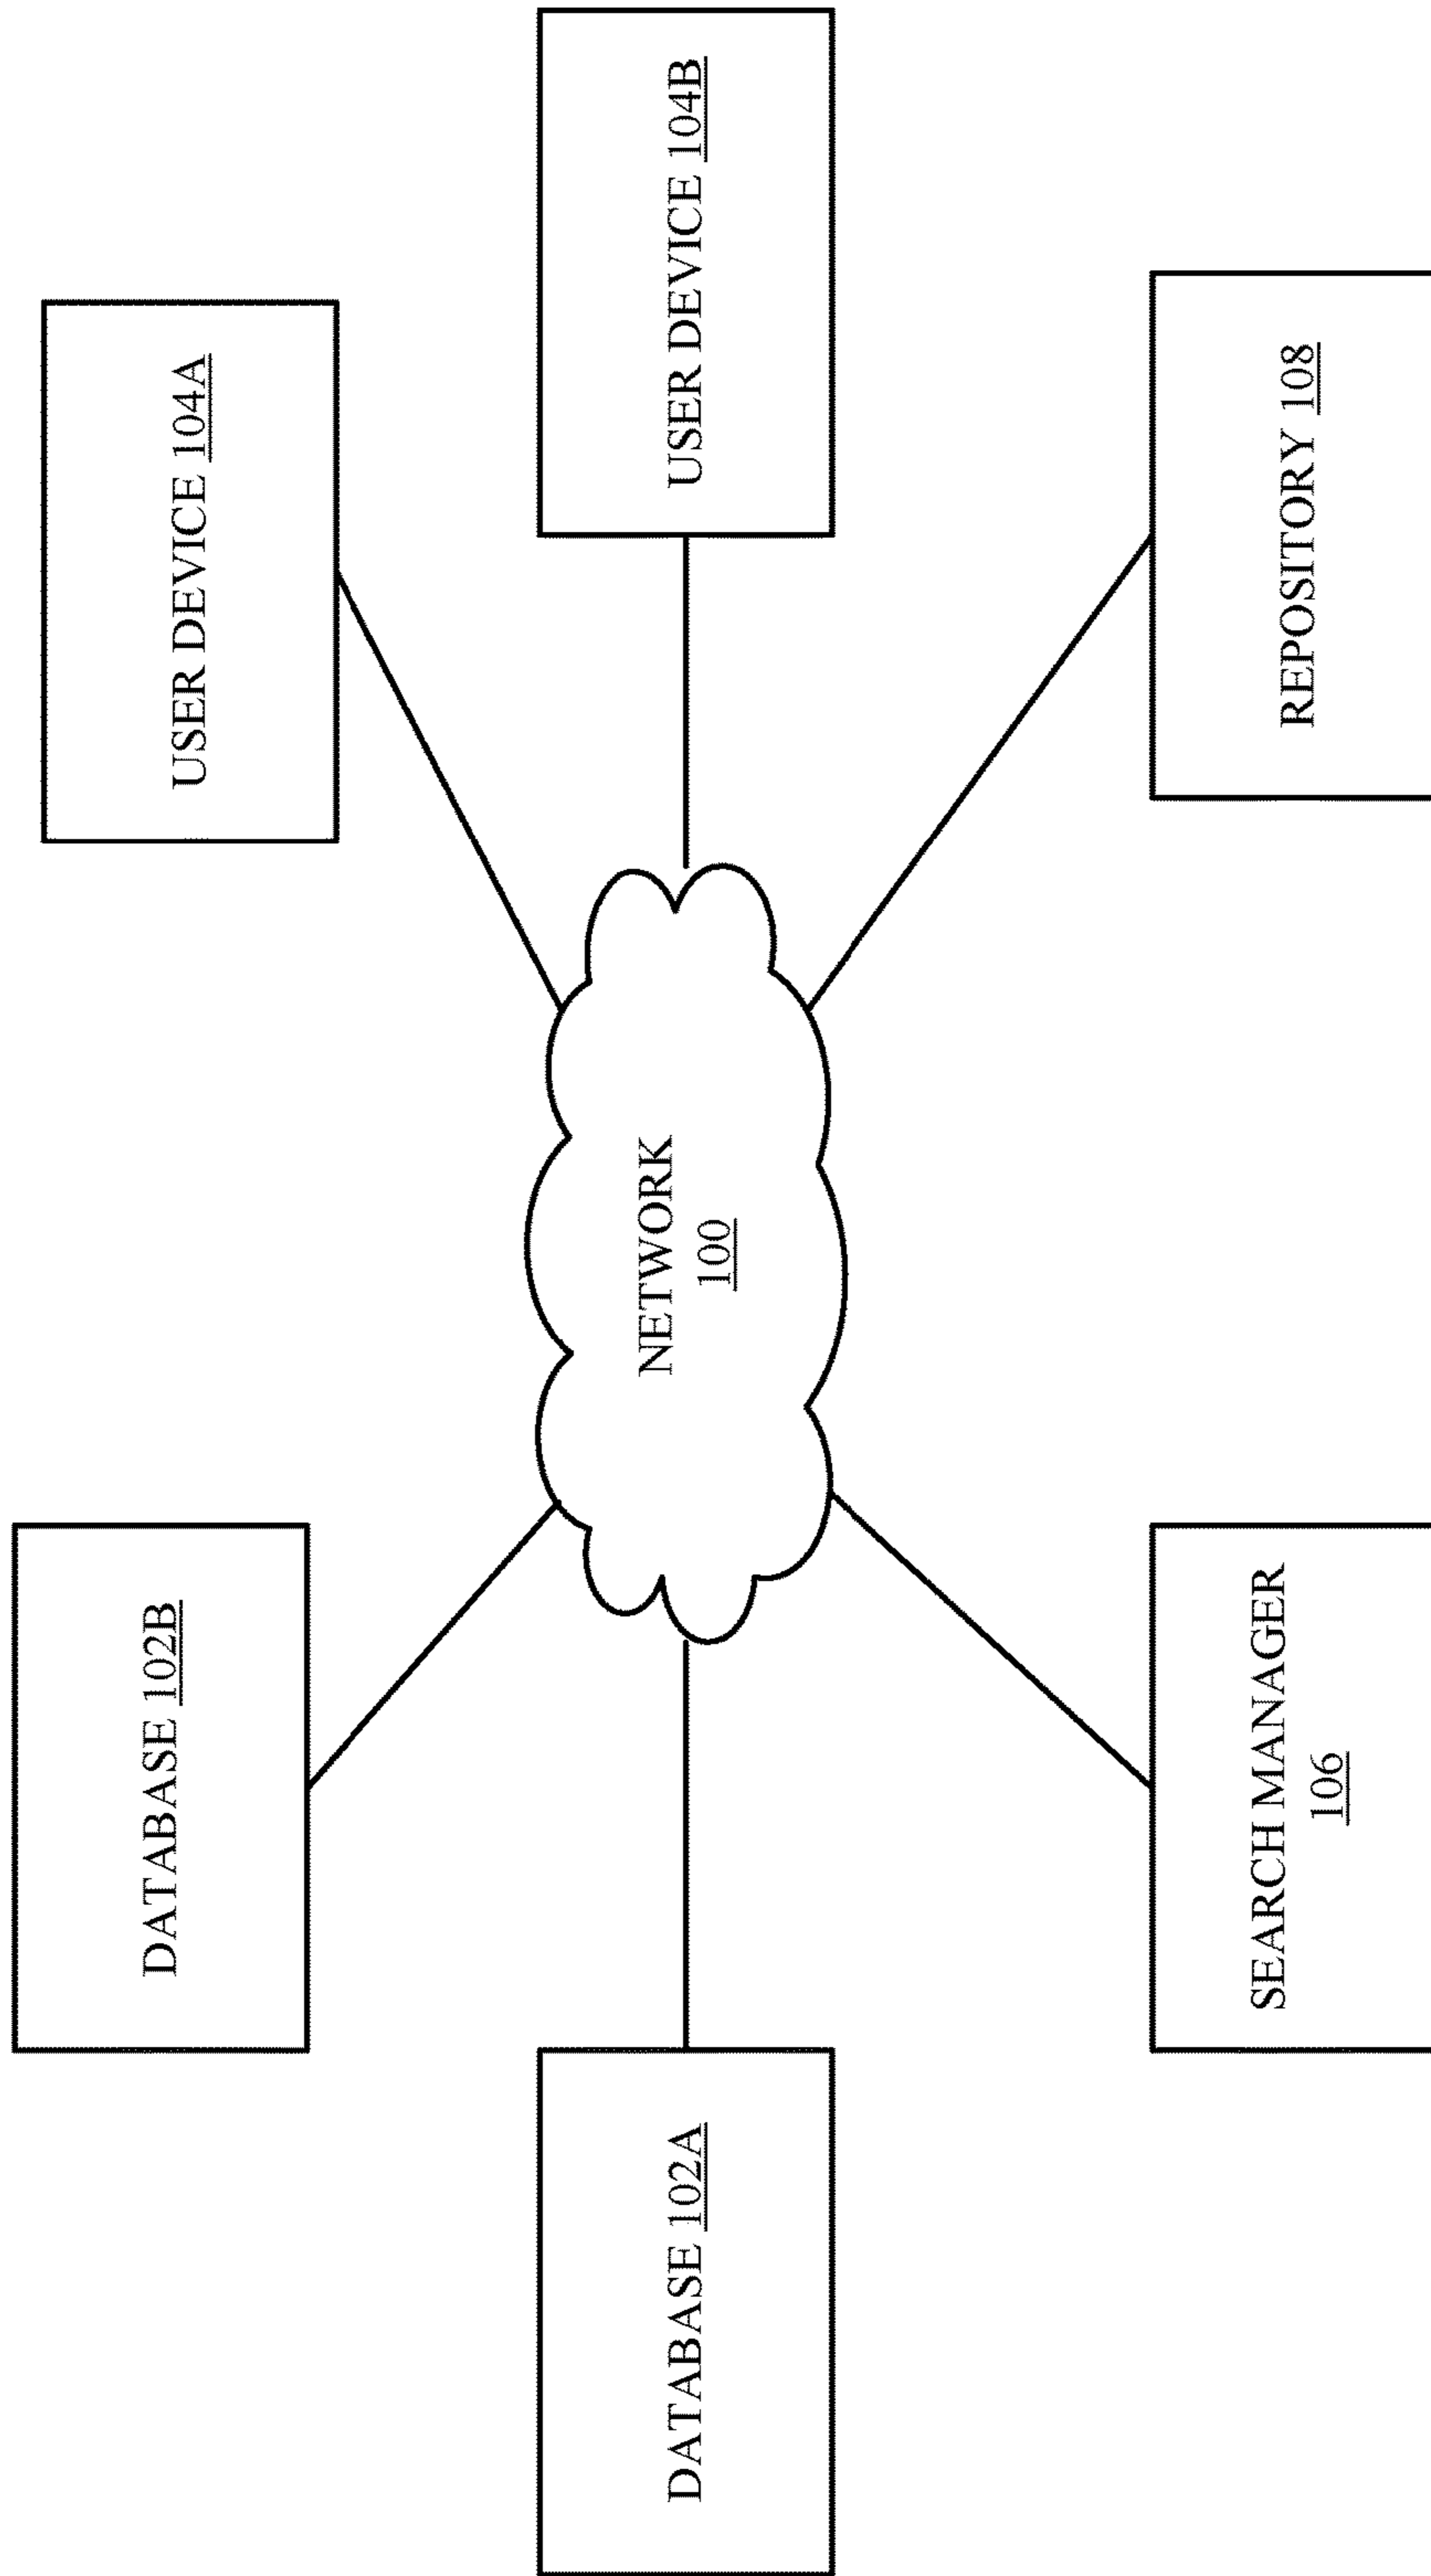 DATABASE 102B
USER DEVICE 104A
DATABASE 102A
NETWORK
100
USER DEVICE 104B
SEARCH MANAGER
106
REPOSITORY 108